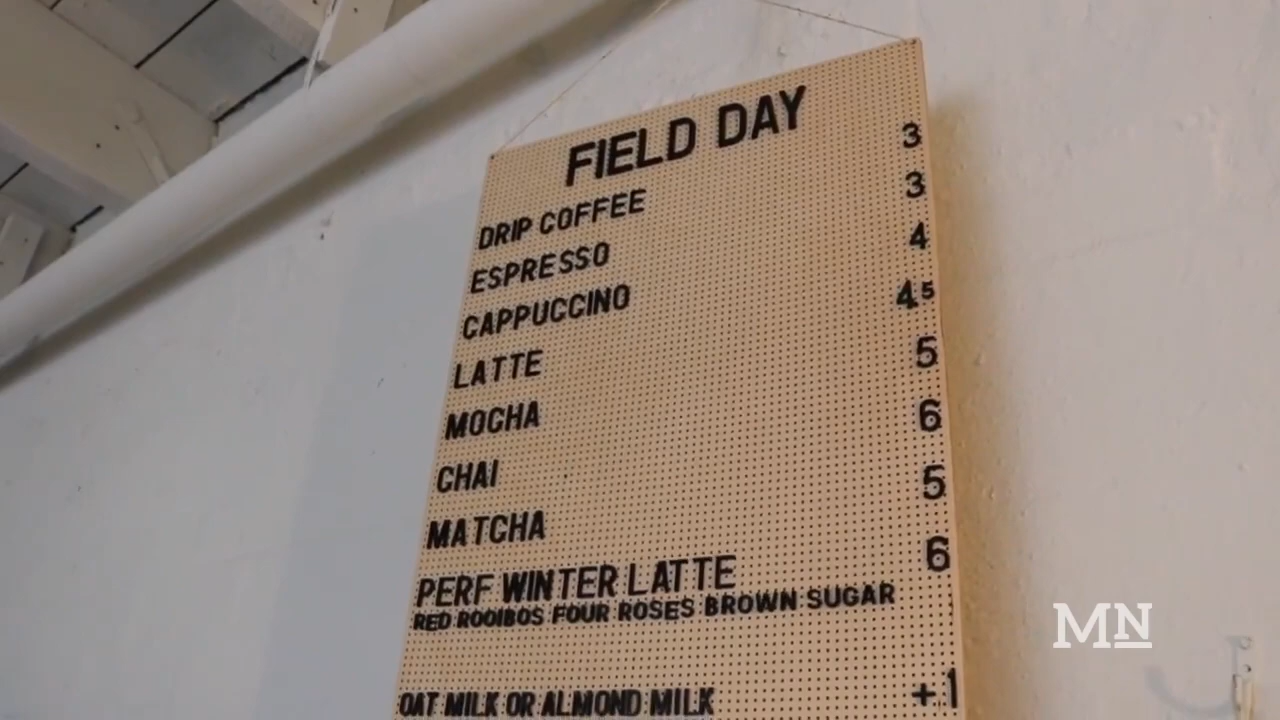 FIELD DAY
DRIP COFFEE 3
ESPRESSO 3
CAPPUCCINO 4
LATTE 4⁵
MOCHA 5
CHAI 6
MATCHA 5
PERF WINTER LATTE 6
RED ROOIBOS FOUR ROSES BROWN SUGAR
OAT MILK OR ALMOND MILK +1
MN